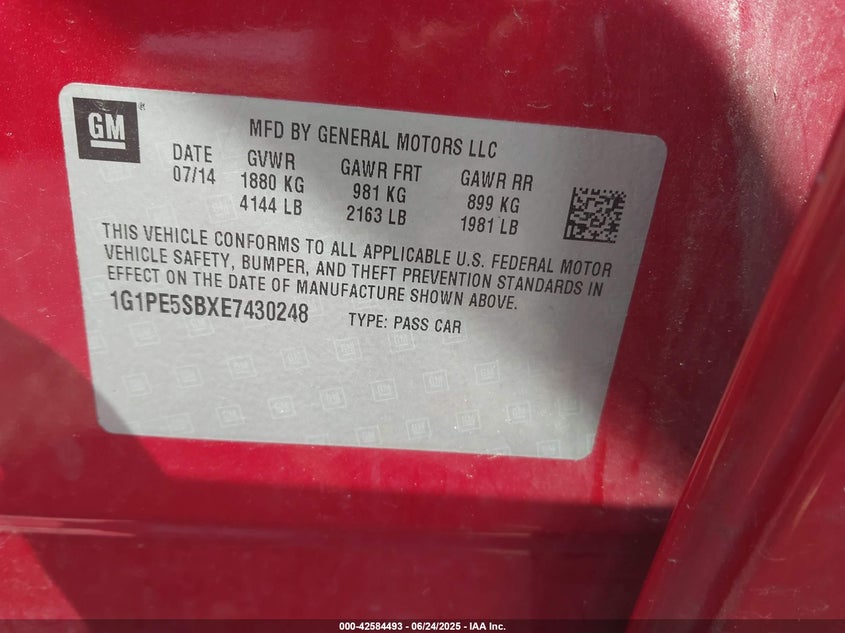 GM ®
MFD BY GENERAL MOTORS LLC
DATE GVWR GAWR FRT GAWR RR
07/14 1880 KG 981 KG 899 KG
4144 LB 2163 LB 1981 LB
THIS VEHICLE CONFORMS TO ALL APPLICABLE U.S. FEDERAL MOTOR
VEHICLE SAFETY, BUMPER, AND THEFT PREVENTION STANDARDS IN
EFFECT ON THE DATE OF MANUFACTURE SHOWN ABOVE.
1G1PE5SBXE7430248 TYPE: PASS CAR
000-42584493 - 06/24/2025 - IAA Inc.